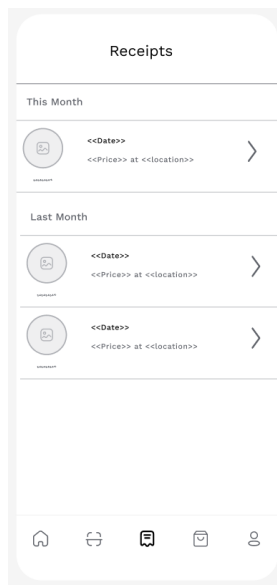 Receipts
This Month
<<Date>>
<<Price>> at <<location>>
Last Month
<<Date>>
<<Price>> at <<location>>
<<Date>>
<<Price>> at <<location>>